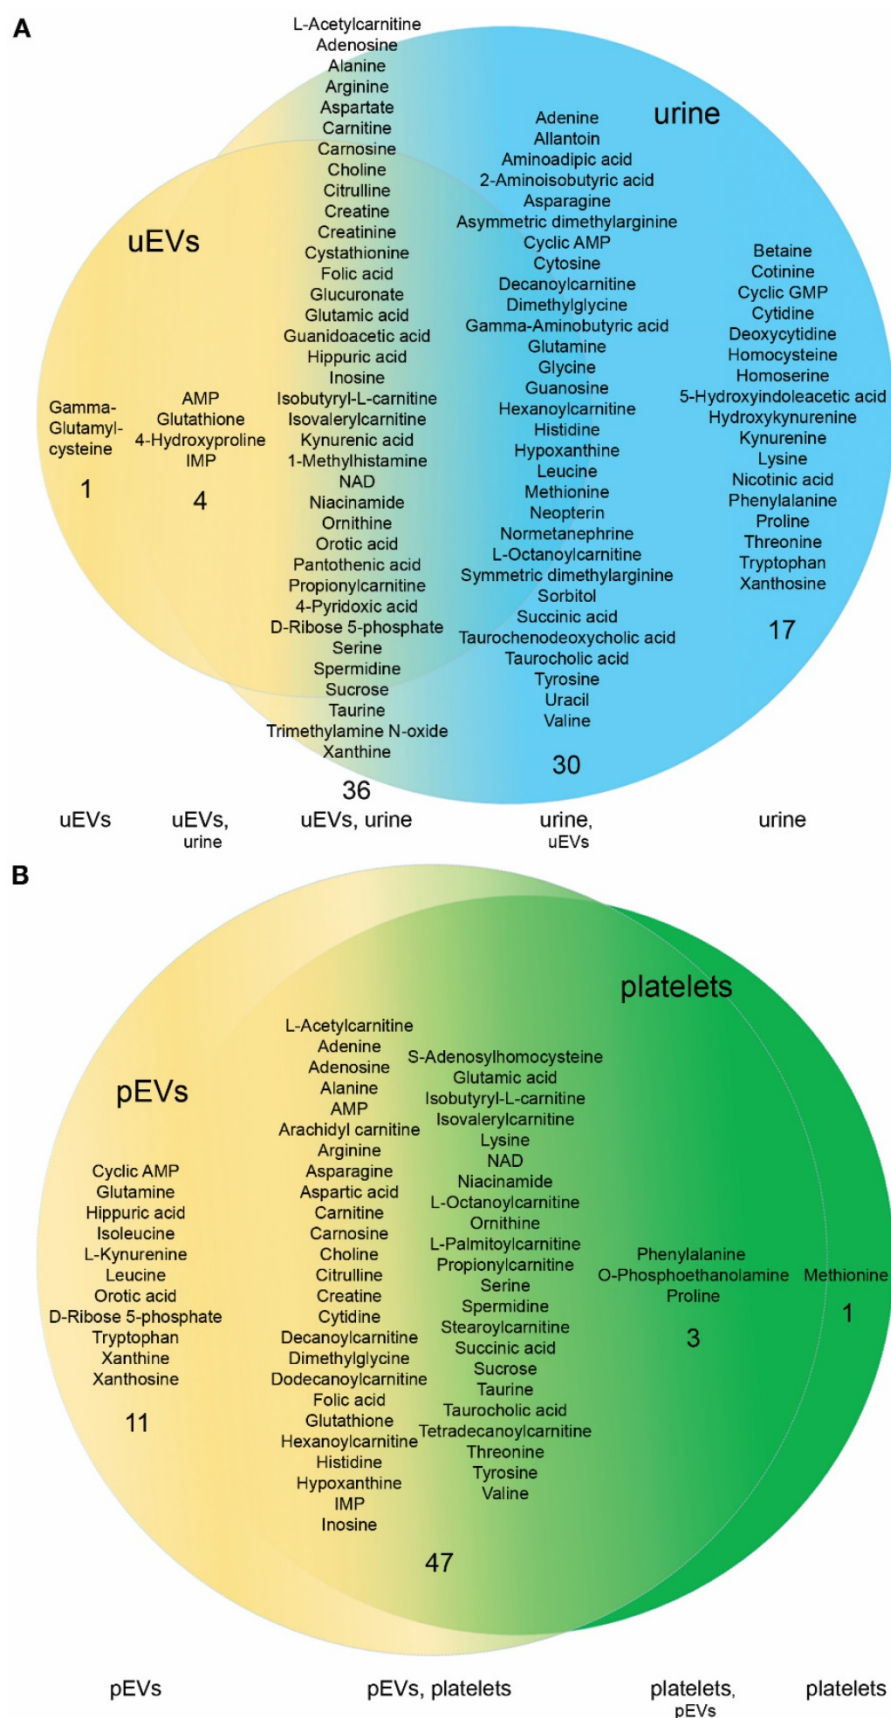 A
uEVs
urine
Gamma-
Glutamyl-
cysteine
1
AMP
Glutathione
4-Hydroxyproline
IMP
4
L-Acetylcarnitine
Adenosine
Alanine
Arginine
Aspartate
Carnitine
Carnosine
Choline
Citrulline
Creatine
Creatinine
Cystathionine
Folic acid
Glucuronate
Glutamic acid
Guanidoacetic acid
Hippuric acid
Inosine
Isobutyryl-L-carnitine
Isovalerylcarnitine
Kynurenic acid
1-Methylhistamine
NAD
Niacinamide
Ornithine
Orotic acid
Pantothenic acid
Propionylcarnitine
4-Pyridoxic acid
D-Ribose 5-phosphate
Serine
Spermidine
Sucrose
Taurine
Trimethylamine N-oxide
Xanthine
36
Adenine
Allantoin
Aminoadipic acid
2-Aminoisobutyric acid
Asparagine
Asymmetric dimethylarginine
Cyclic AMP
Cytosine
Decanoylcarnitine
Dimethylglycine
Gamma-Aminobutyric acid
Glutamine
Glycine
Guanosine
Hexanoylcarnitine
Histidine
Hypoxanthine
Leucine
Methionine
Neopterin
Normetanephrine
L-Octanoylcarnitine
Symmetric dimethylarginine
Sorbitol
Succinic acid
Taurochenodeoxycholic acid
Taurocholic acid
Tyrosine
Uracil
Valine
30
Betaine
Cotinine
Cyclic GMP
Cytidine
Deoxycytidine
Homocysteine
Homoserine
5-Hydroxyindoleacetic acid
Hydroxykynurenine
Kynurenine
Lysine
Nicotinic acid
Phenylalanine
Proline
Threonine
Tryptophan
Xanthosine
17
uEVs
uEVs,
urine
uEVs, urine
urine,
uEVs
urine
B
pEVs
platelets
Cyclic AMP
Glutamine
Hippuric acid
Isoleucine
L-Kynurenine
Leucine
Orotic acid
D-Ribose 5-phosphate
Tryptophan
Xanthine
Xanthosine
11
L-Acetylcarnitine
Adenine
Adenosine
Alanine
AMP
Arachidyl carnitine
Arginine
Asparagine
Aspartic acid
Carnitine
Carnosine
Choline
Citrulline
Creatine
Cytidine
Decanoylcarnitine
Dimethylglycine
Dodecanoylcarnitine
Folic acid
Glutathione
Hexanoylcarnitine
Histidine
Hypoxanthine
IMP
Inosine
S-Adenosylhomocysteine
Glutamic acid
Isobutyryl-L-carnitine
Isovalerylcarnitine
Lysine
NAD
Niacinamide
L-Octanoylcarnitine
Ornithine
L-Palmitoylcarnitine
Propionylcarnitine
Serine
Spermidine
Stearoylcarnitine
Succinic acid
Sucrose
Taurine
Taurocholic acid
Tetradecanoylcarnitine
Threonine
Tyrosine
Valine
47
Phenylalanine
O-Phosphoethanolamine
Proline
3
Methionine
1
pEVs
pEVs, platelets
platelets,
pEVs
platelets